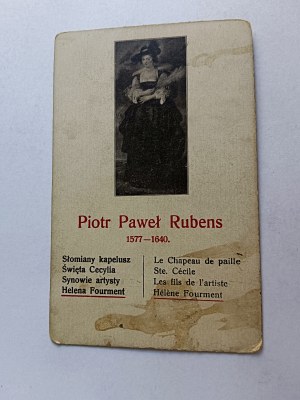 Piotr Paweł Rubens
1577—1640.
Słomiany kapelusz
Święta Cecylia
Synowie artysty
Helena Fourment
Le Chapeau de paille
Ste. Cécile
Les fils de l'artiste
Hélène Fourment